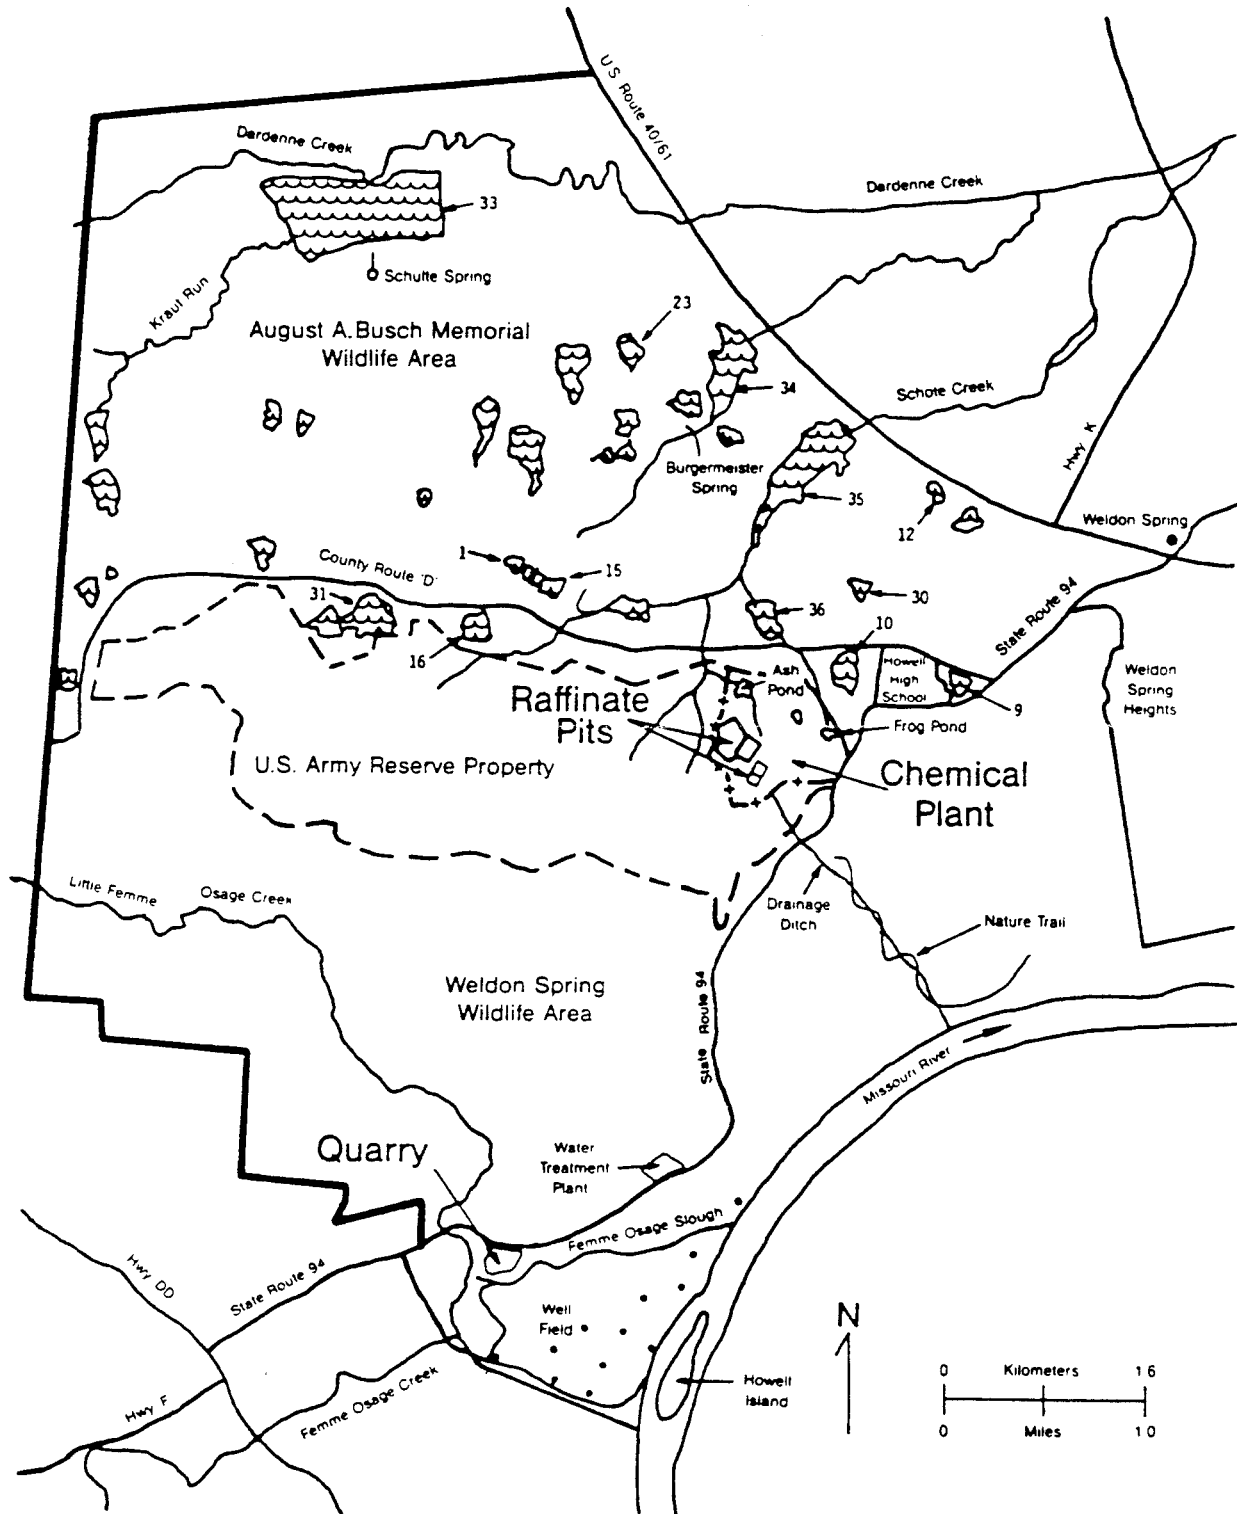 U.S. Route 40/61
Dardenne Creek
Dardenne Creek
33
Schutte Spring
Kraut Run
23
August A. Busch Memorial
Wildlife Area
34
Schote Creek
Hwy K
Burgermeister
Spring
35
12
Weldon Spring
County Route 'D'
1
15
31
36
30
State Route 94
16
10
Howell
High
School
Ash
Pond
Weldon
Spring
Heights
9
Raffinate
Pits
Frog Pond
U.S. Army Reserve Property
Chemical
Plant
Little Femme
Osage Creek
Drainage
Ditch
Nature Trail
Weldon Spring
Wildlife Area
State Route 94
Missouri River
Quarry
Water
Treatment
Plant
Femme Osage Slough
Hwy DD
State Route 94
Well
Field
N
Howell
Island
Hwy F
Femme Osage Creek
0 Kilometers 1.6
0 Miles 1.0